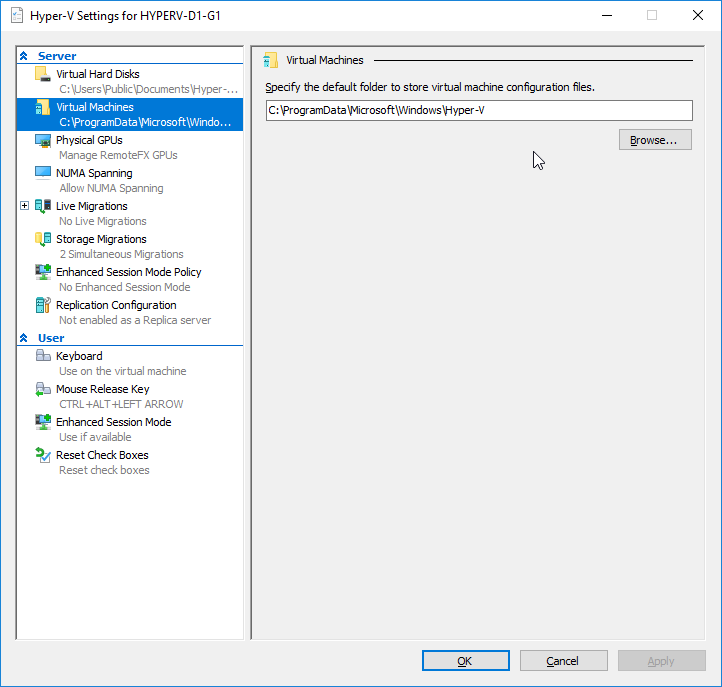 Hyper-V Settings for HYPERV-D1-G1
Server
Virtual Hard Disks
C:\Users\Public\Documents\Hyper-...
Virtual Machines
C:\ProgramData\Microsoft\Windo...
Physical GPUs
Manage RemoteFX GPUs
NUMA Spanning
Allow NUMA Spanning
Live Migrations
No Live Migrations
Storage Migrations
2 Simultaneous Migrations
Enhanced Session Mode Policy
No Enhanced Session Mode
Replication Configuration
Not enabled as a Replica server
User
Keyboard
Use on the virtual machine
Mouse Release Key
CTRL+ALT+LEFT ARROW
Enhanced Session Mode
Use if available
Reset Check Boxes
Reset check boxes
Virtual Machines
Specify the default folder to store virtual machine configuration files.
C:\ProgramData\Microsoft\Windows\Hyper-V
Browse...
OK
Cancel
Apply